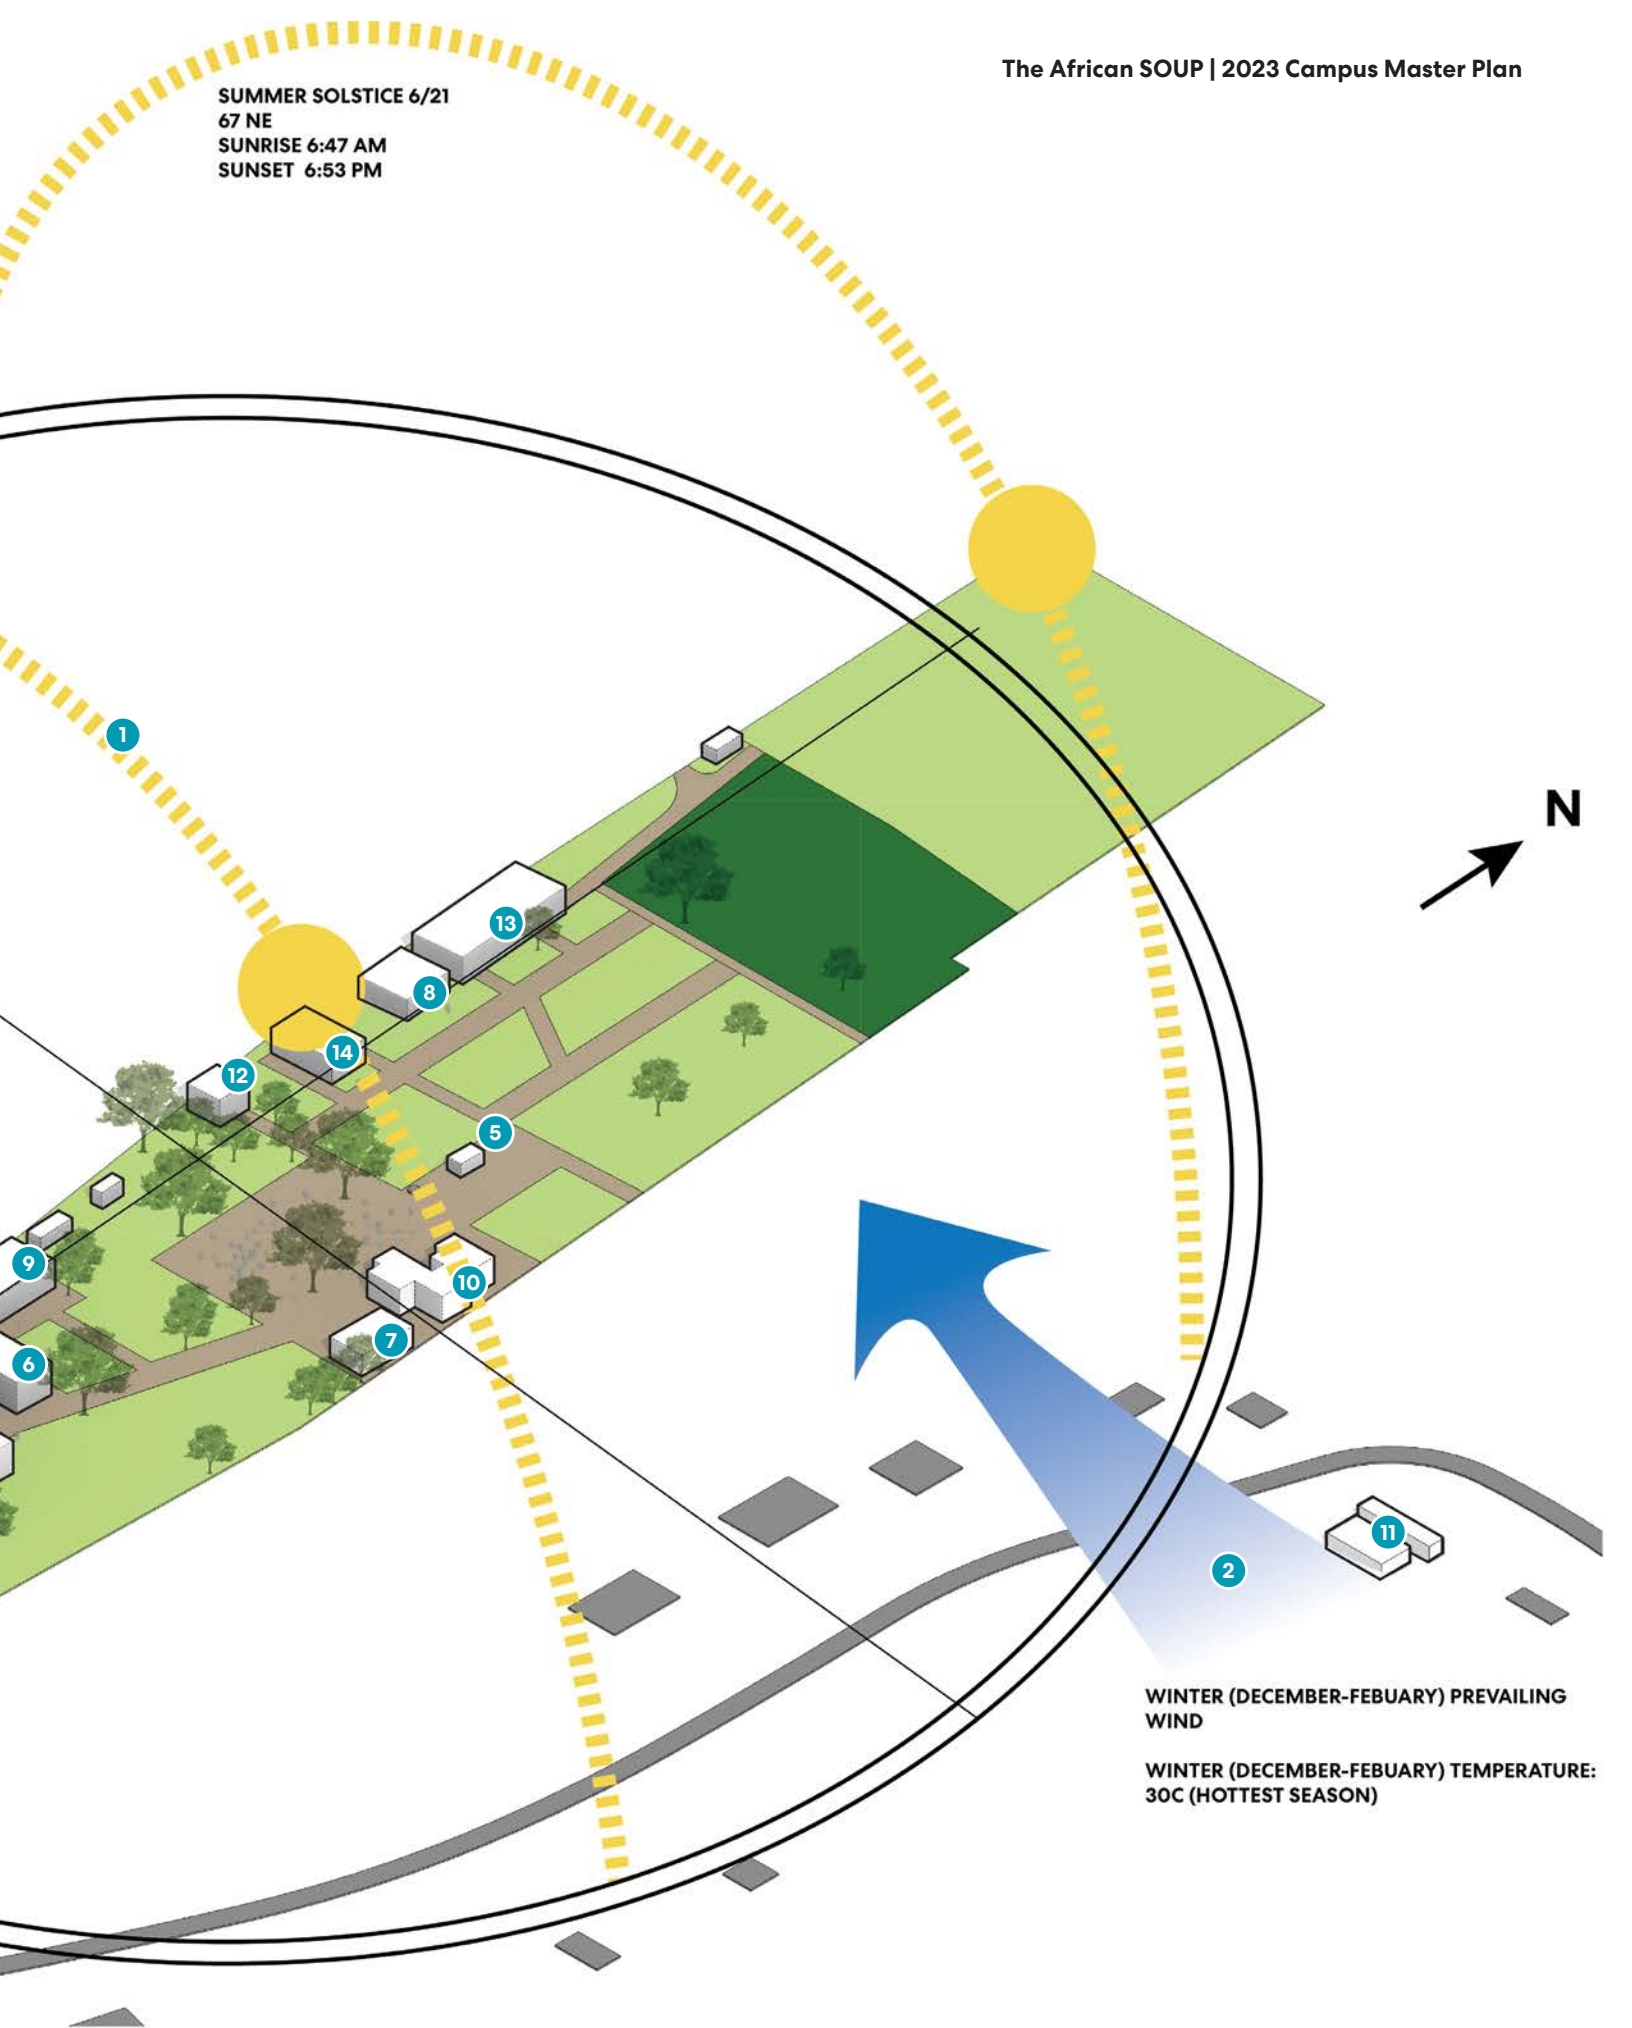 The African SOUP | 2023 Campus Master Plan
SUMMER SOLSTICE 6/21
67 NE
SUNRISE 6:47 AM
SUNSET 6:53 PM
1
N
13
8
14
12
5
9
10
7
6
11
2
WINTER (DECEMBER-FEBUARY) PREVAILING
WIND
WINTER (DECEMBER-FEBUARY) TEMPERATURE:
30C (HOTTEST SEASON)